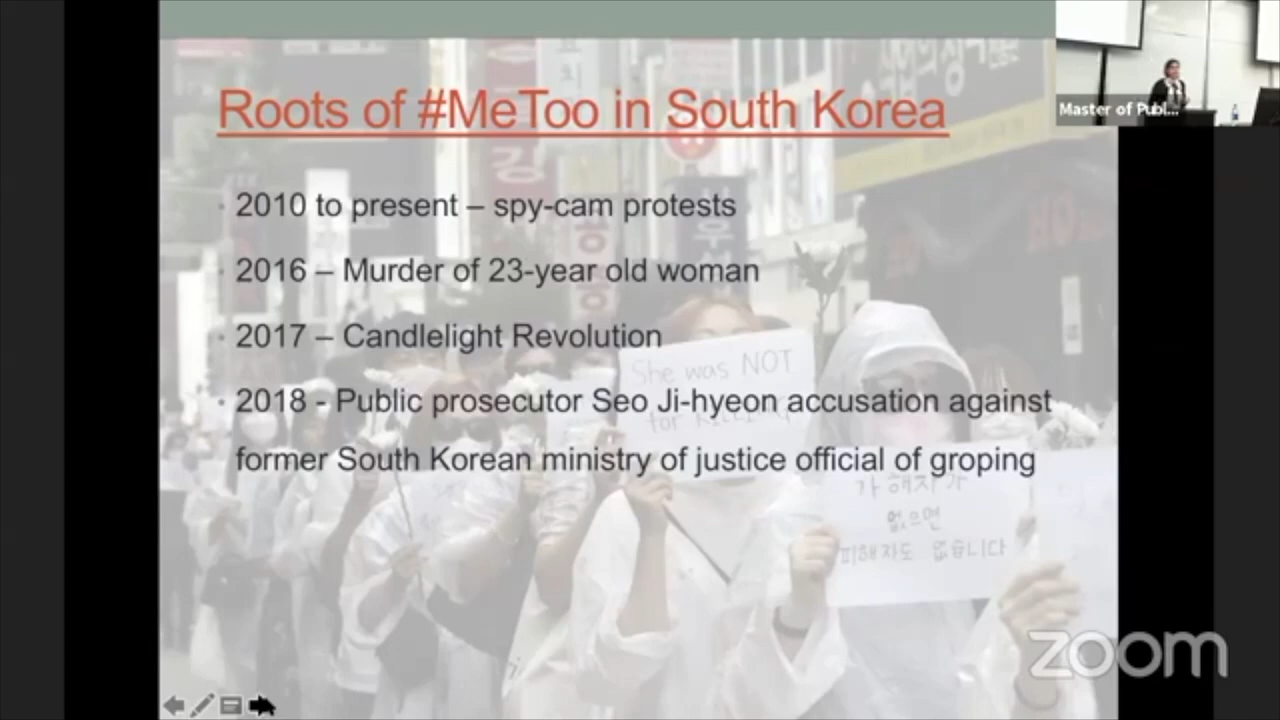 Roots of #MeToo in South Korea
Master of Publ...
2010 to present – spy-cam protests
2016 – Murder of 23-year old woman
2017 – Candlelight Revolution
2018 - Public prosecutor Seo Ji-hyeon accusation against
former South Korean ministry of justice official of groping
She was NOT
for
가해자가
없으면
피해자도 없습니다
zoom